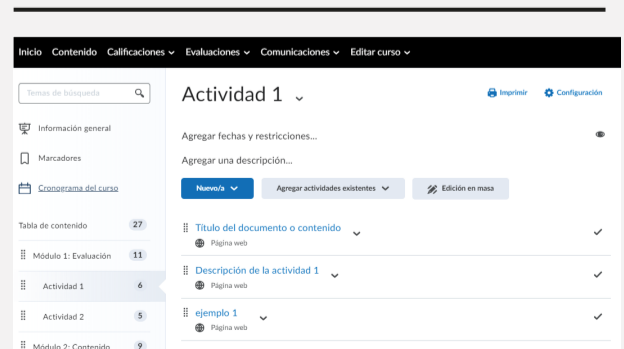 Inicio Contenido Calificaciones Evaluaciones Comunicaciones Editar curso
Temas de búsqueda
Información general
Marcadores
Cronograma del curso
Tabla de contenido 27
Módulo 1: Evaluación 11
Actividad 1 6
Actividad 2 5
Módulo 2: Contenido 9
Actividad 1
Imprimir Configuración
Agregar fechas y restricciones...
Agregar una descripción...
Nuevo/a Agregar actividades existentes Edición en masa
Título del documento o contenido
Página web
Descripción de la actividad 1
Página web
ejemplo 1
Página web